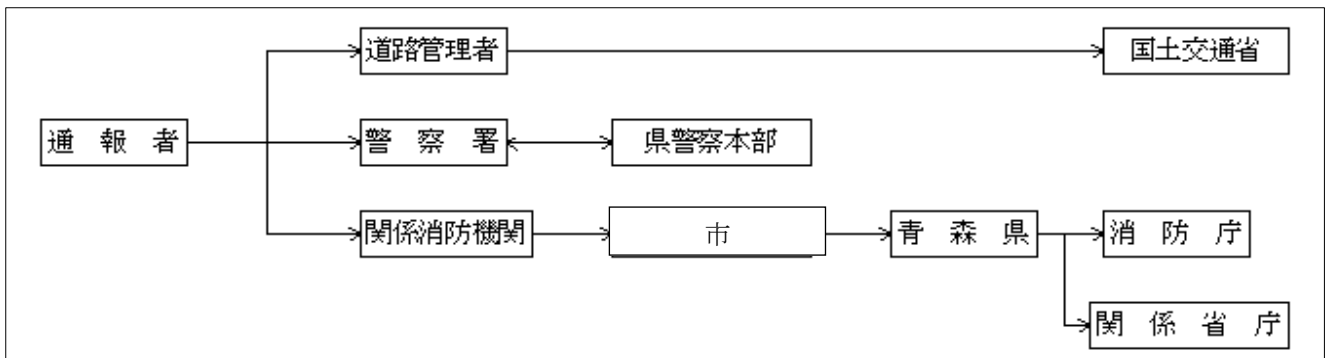 道路管理者
国土交通省
通　報　者
警　察　署
県警察本部
関係消防機関
市
青　森　県
消　防　庁
関　係　省　庁